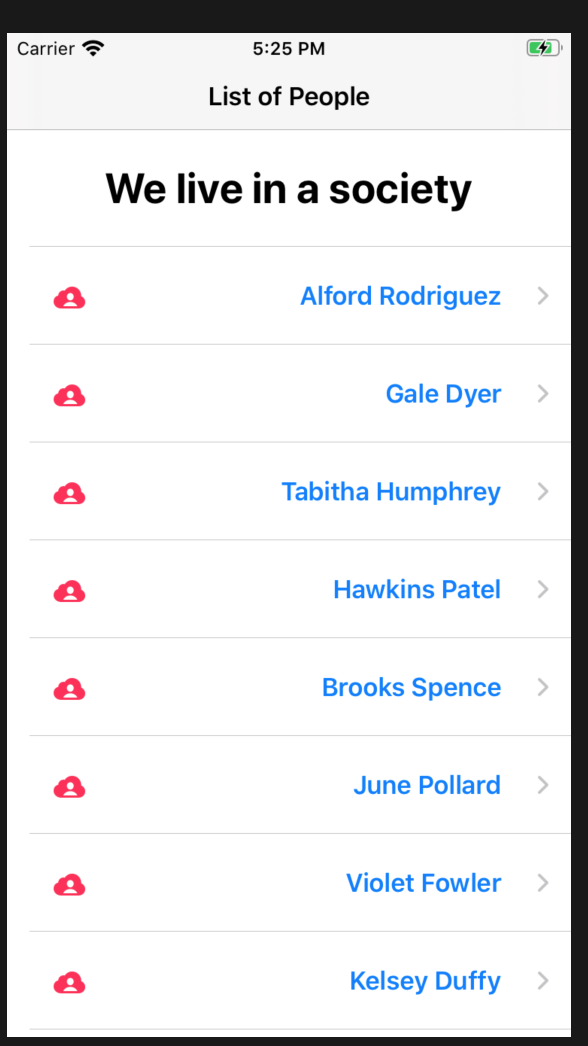 Carrier 5:25 PM
List of People
We live in a society
Alford Rodriguez
Gale Dyer
Tabitha Humphrey
Hawkins Patel
Brooks Spence
June Pollard
Violet Fowler
Kelsey Duffy